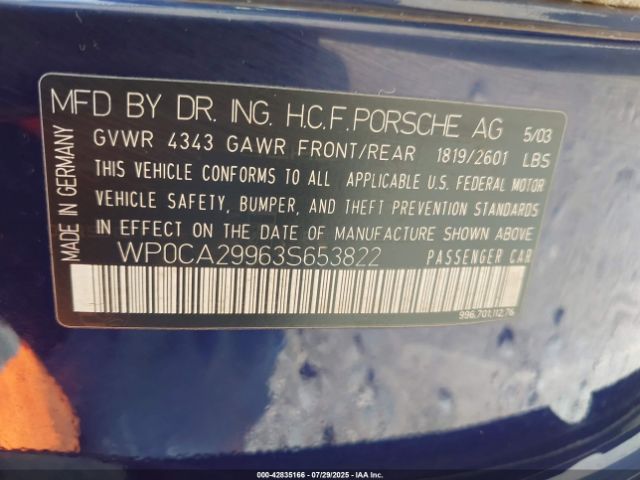 MFD BY DR. ING. H.C.F. PORSCHE AG 5/03
GVWR 4343 GAWR FRONT/REAR 1819/2601 LBS
THIS VEHICLE CONFORMS TO ALL APPLICABLE U.S. FEDERAL MOTOR
VEHICLE SAFETY, BUMPER, AND THEFT PREVENTION STANDARDS
IN EFFECT ON THE DATE OF MANUFACTURE SHOWN ABOVE
WP0CA29963S653822 PASSENGER CAR
MADE IN GERMANY
996.701.112.76
000-42835166 07/29/2025 IAA Inc.